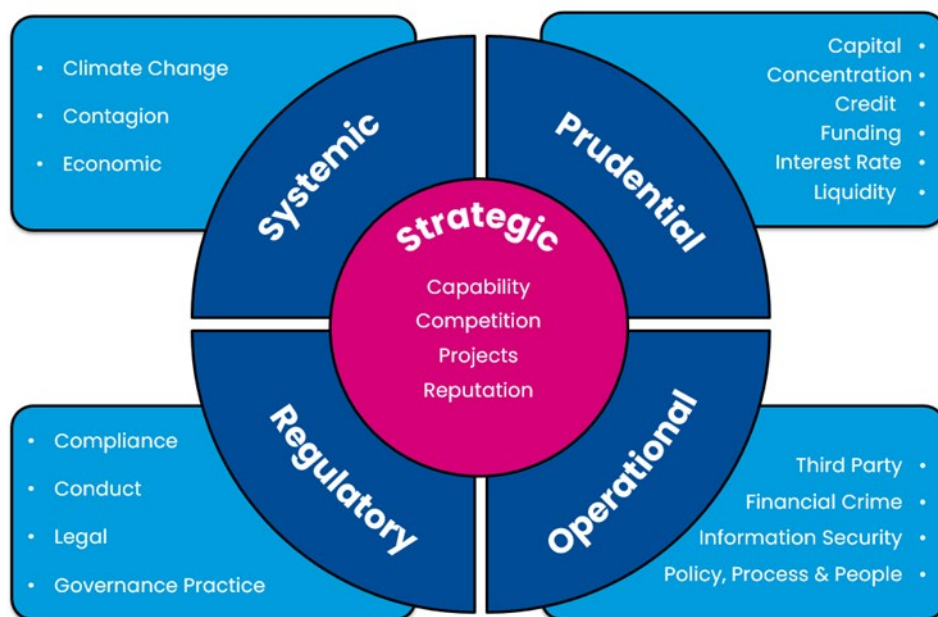 Systemic
• Climate Change
• Contagion
• Economic
Prudential
Capital •
Concentration •
Credit •
Funding •
Interest Rate •
Liquidity •
Strategic
Capability
Competition
Projects
Reputation
Regulatory
• Compliance
• Conduct
• Legal
• Governance Practice
Operational
Third Party •
Financial Crime •
Information Security •
Policy, Process & People •